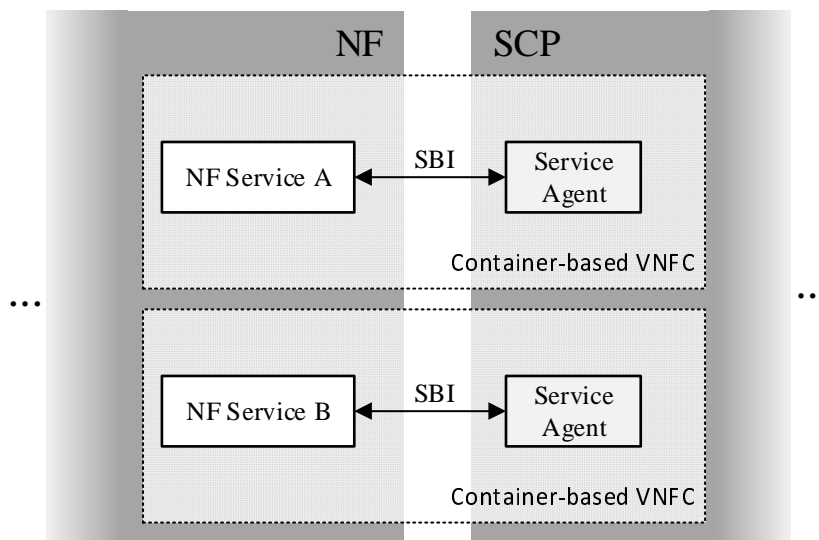 NF SCP
NF Service A
SBI
Service
Agent
Container-based VNFC
...
..
NF Service B
SBI
Service
Agent
Container-based VNFC